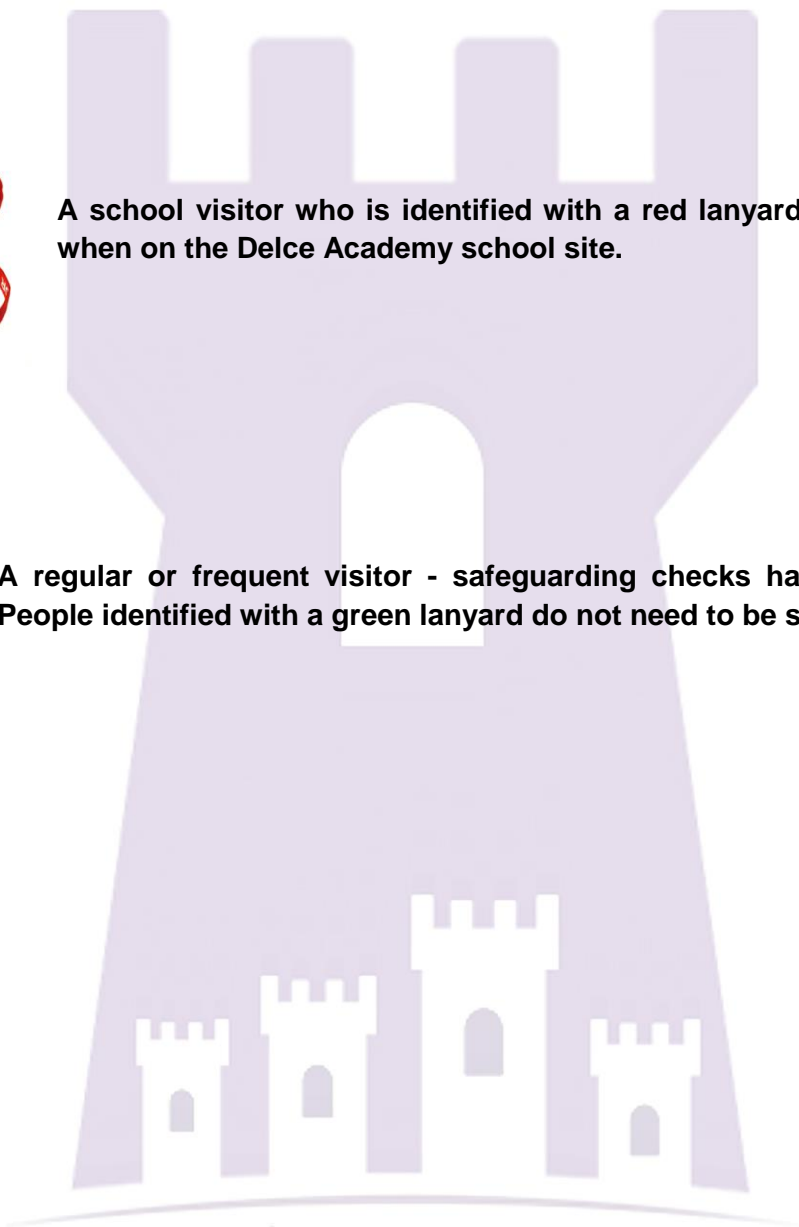 A school visitor who is identified with a red lanyard
when on the Delce Academy school site.
A regular or frequent visitor - safeguarding checks ha
People identified with a green lanyard do not need to be s